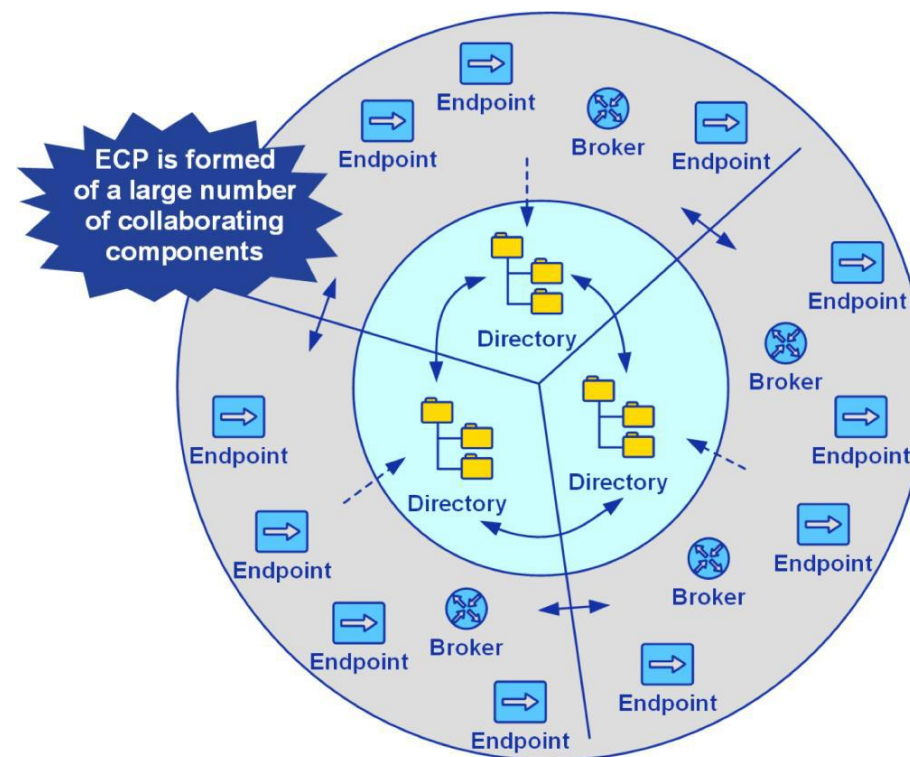 Endpoint
Endpoint
Broker
Endpoint
ECP is formed
of a large number
of collaborating
components
Endpoint
Directory
Broker
Endpoint
Endpoint
Directory
Directory
Endpoint
Endpoint
Broker
Endpoint
Broker
Endpoint
Endpoint